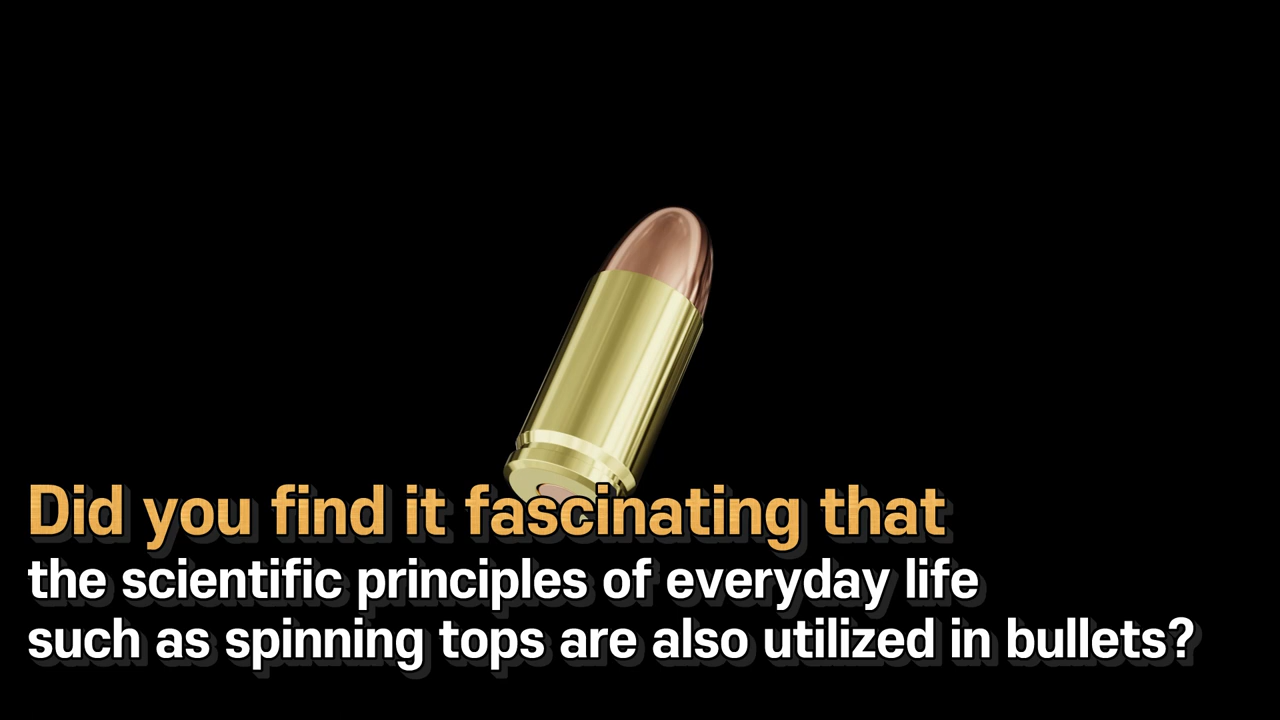 Did you find it fascinating that
the scientific principles of everyday life
such as spinning tops are also utilized in bullets?